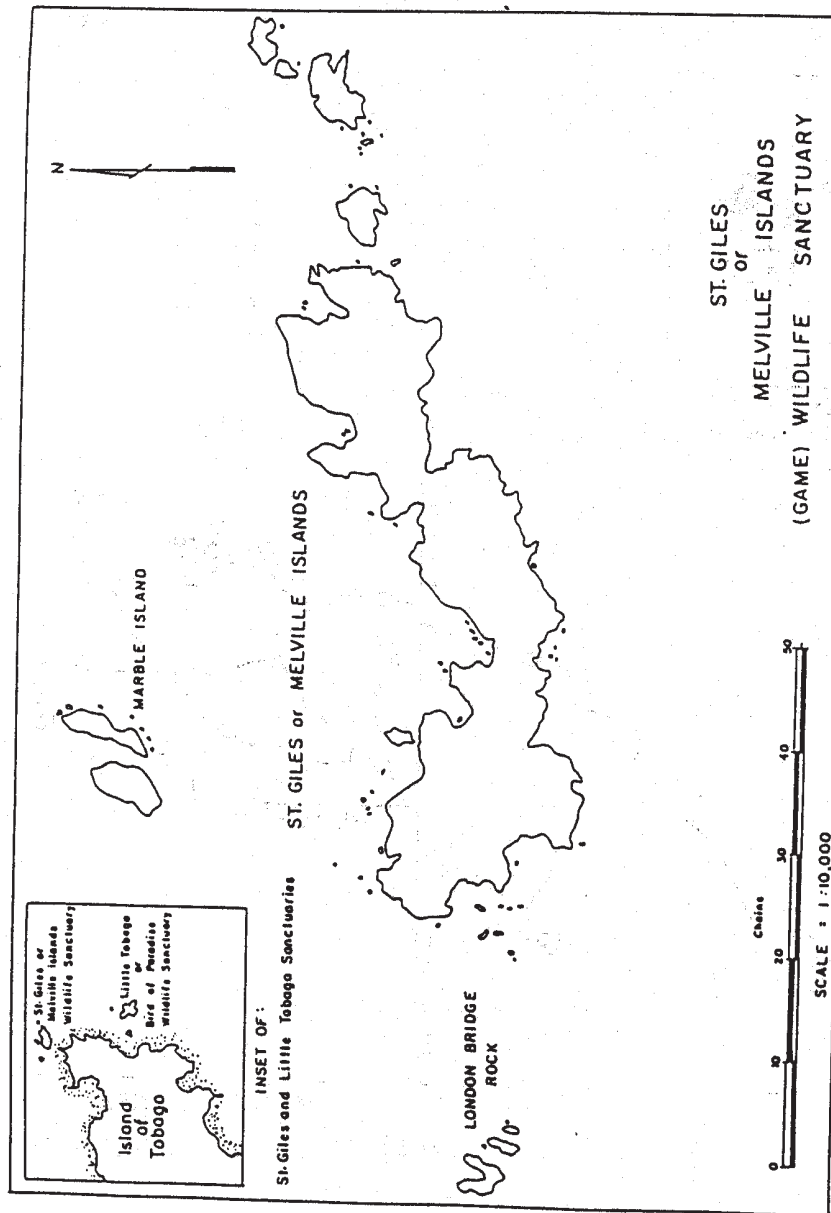 St. Giles or
Melville Islands
Wildlife Sanctuary
Little Tobago
or
Bird of Paradise
Wildlife Sanctuary
Island
of
Tobago
INSET OF:
St. Giles and Little Tobago Sanctuaries
N
MARBLE ISLAND
ST. GILES or MELVILLE ISLANDS
LONDON BRIDGE
ROCK
ST. GILES
or
MELVILLE ISLANDS
(GAME) WILDLIFE SANCTUARY
Chains
0 10 20 30 40 50
SCALE : 1:10,000